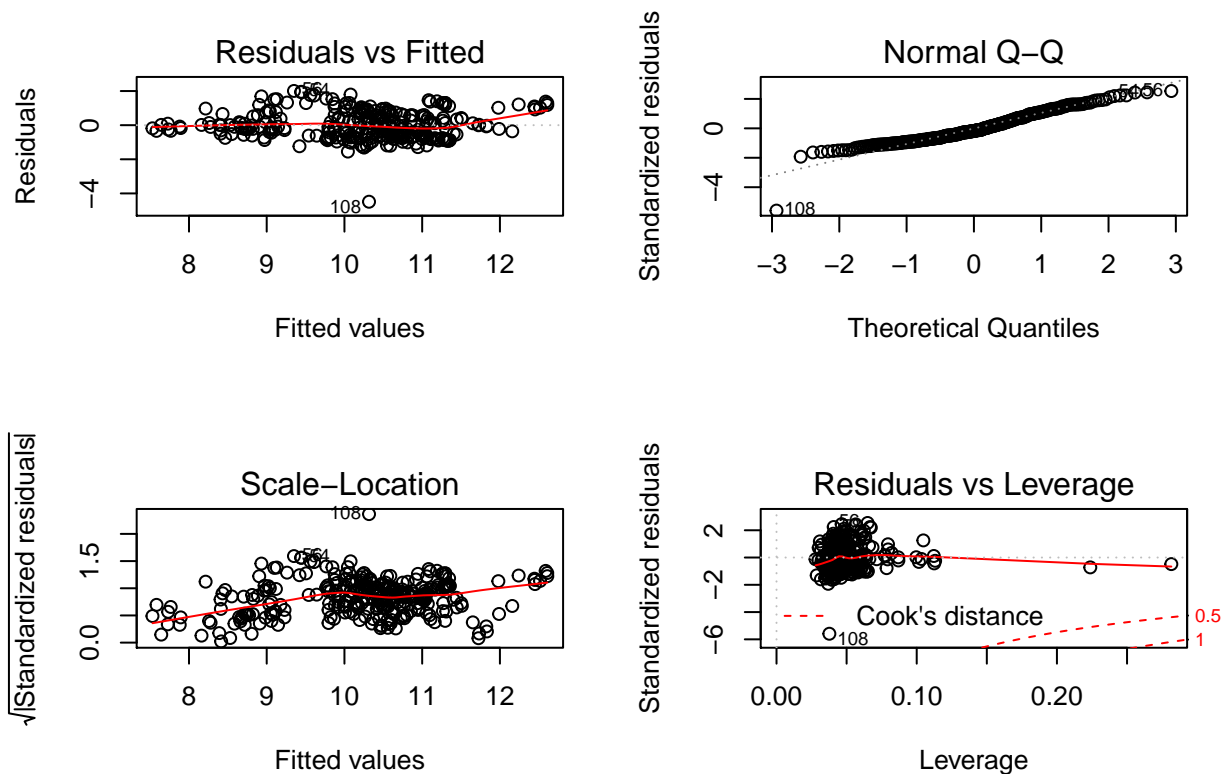 Residuals vs Fitted
Residuals
0
−4
108
8 9 10 11 12
Fitted values
Normal Q−Q
Standardized residuals
0
−4
108
−3 −2 −1 0 1 2 3
Theoretical Quantiles
Scale−Location
√|Standardized residuals|
1.5
0.0
108
8 9 10 11 12
Fitted values
Residuals vs Leverage
Standardized residuals
2
−2
−6
Cook's distance
108
0.5
1
0.00 0.10 0.20
Leverage